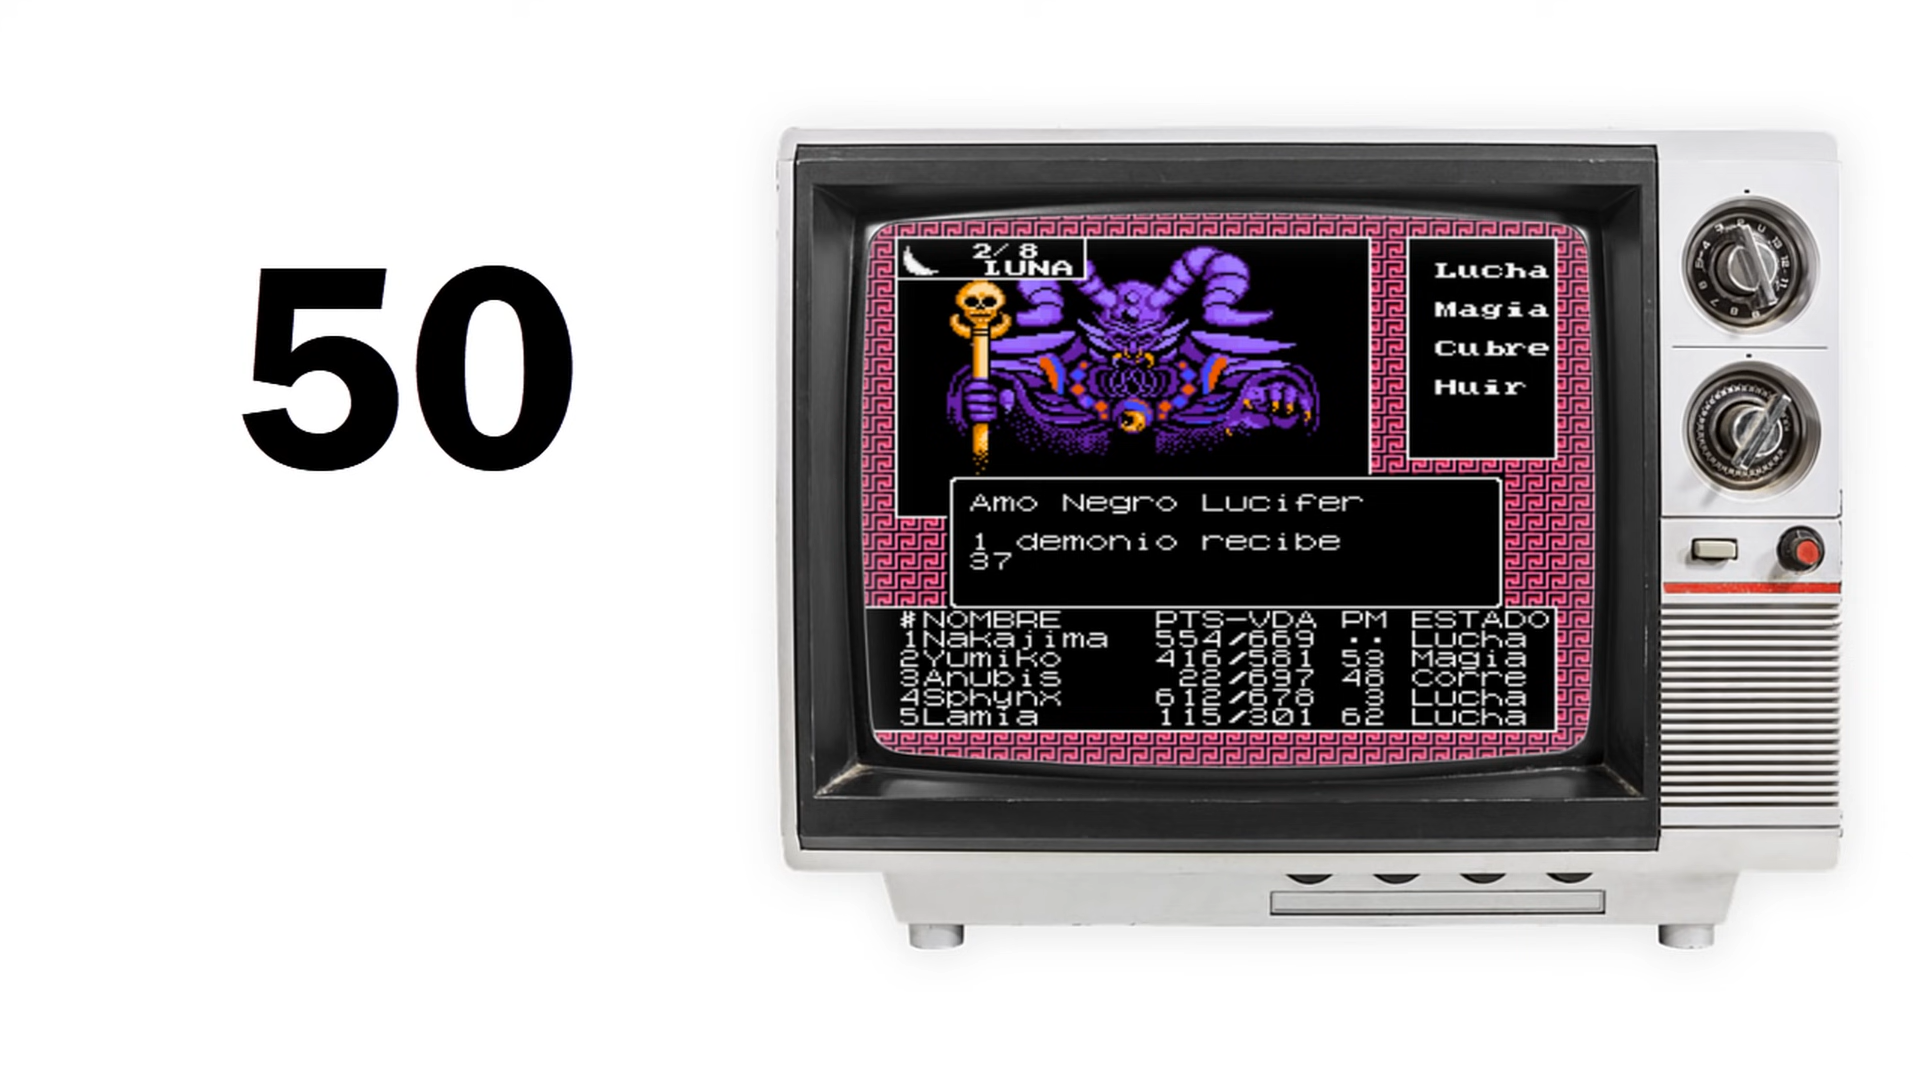 50
2/8
LUNA
Lucha
Magia
Cubre
Huir
Amo Negro Lucifer
1 demonio recibe
37
#NOMBRE PTS-VDA PM ESTADO
1Nakajima 554/669 .. Lucha
2Yumiko 416/581 53 Magia
3Anubis 22/697 48 Corre
4Sphynx 612/678 3 Lucha
5Lamia 115/301 62 Lucha